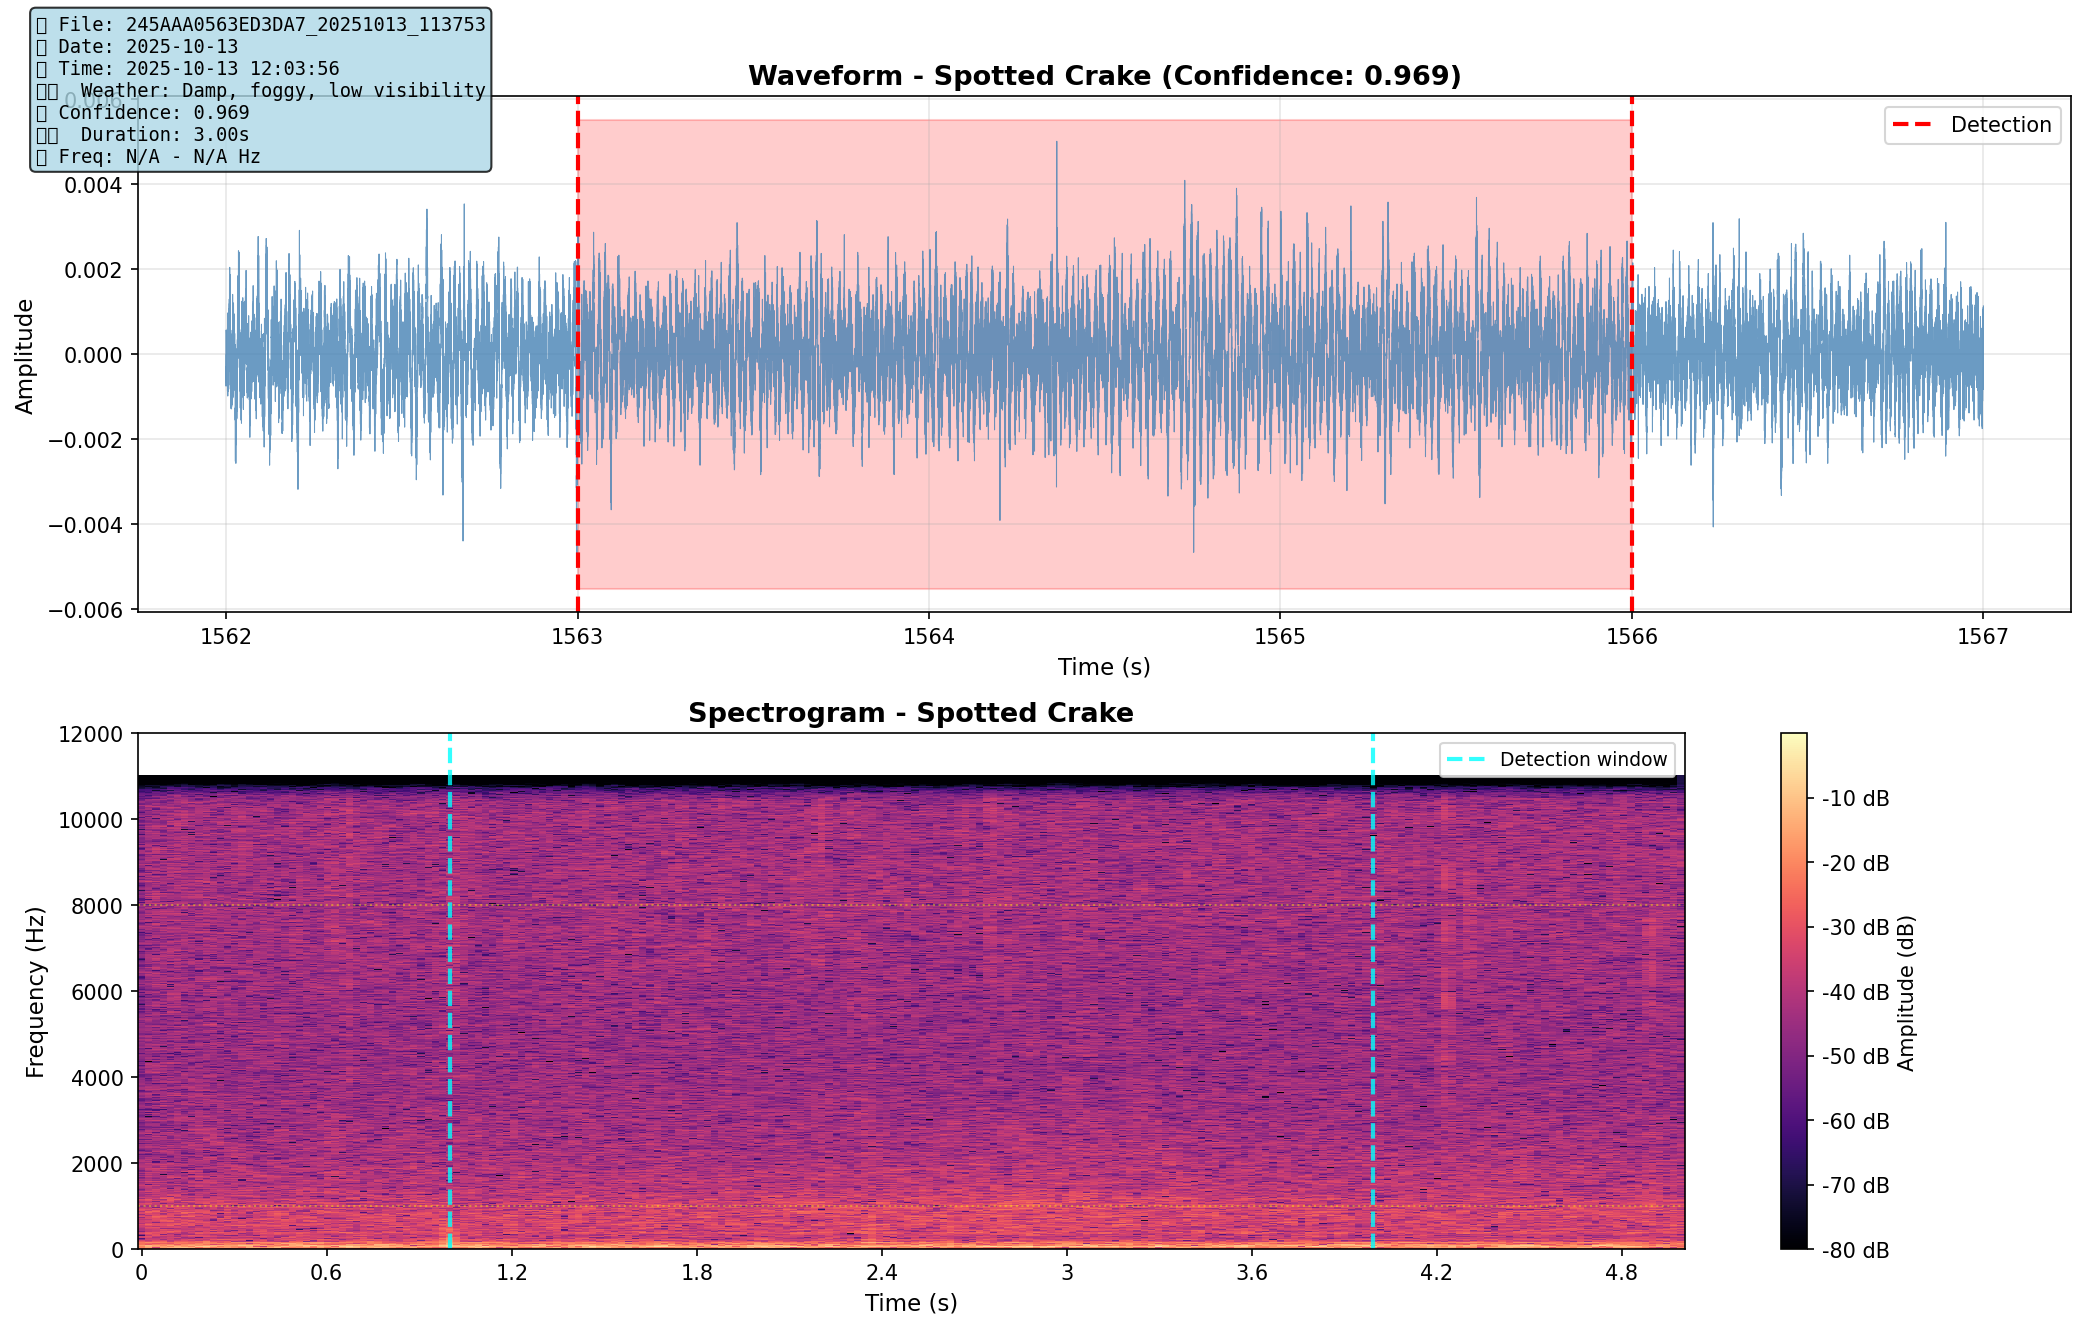 File: 245AAA0563ED3DA7_20251013_113753
Date: 2025-10-13
Time: 2025-10-13 12:03:56
Weather: Damp, foggy, low visibility
Confidence: 0.969
Duration: 3.00s
Freq: N/A - N/A Hz
Waveform - Spotted Crake (Confidence: 0.969)
Detection
Amplitude
0.006
0.004
0.002
0.000
−0.002
−0.004
−0.006
1562 1563 1564 1565 1566 1567
Time (s)
Spectrogram - Spotted Crake
Detection window
Frequency (Hz)
12000
10000
8000
6000
4000
2000
0
0 0.6 1.2 1.8 2.4 3 3.6 4.2 4.8
Time (s)
-10 dB
-20 dB
-30 dB
-40 dB
-50 dB
-60 dB
-70 dB
-80 dB
Amplitude (dB)